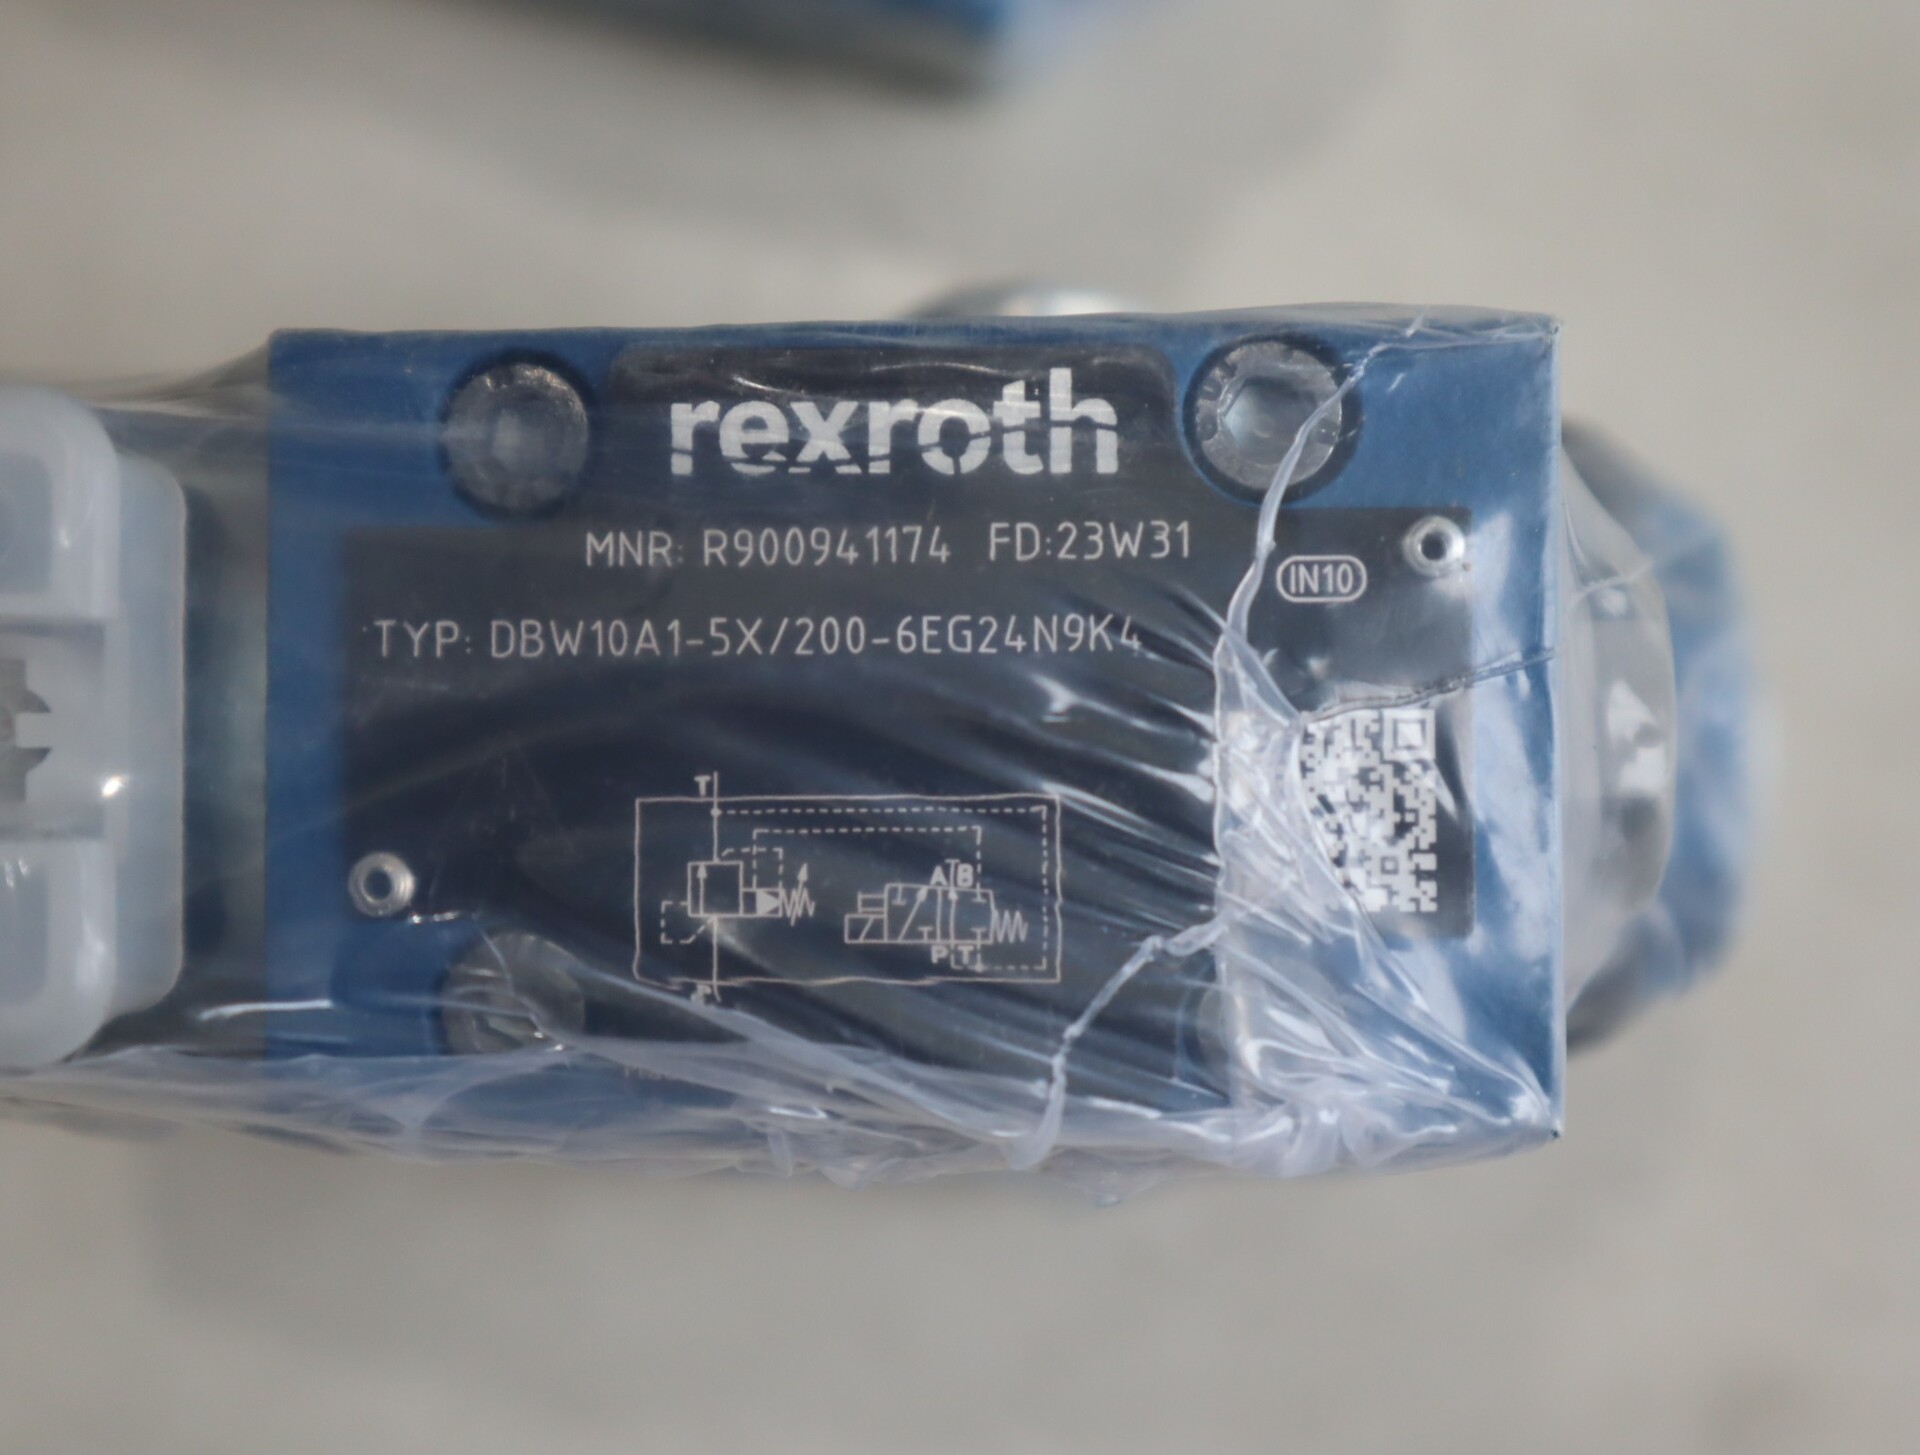 rexroth
MNR: R900941174 FD:23W31
IN10
TYP: DBW10A1-5X/200-6EG24N9K4
T
A B
P T
P